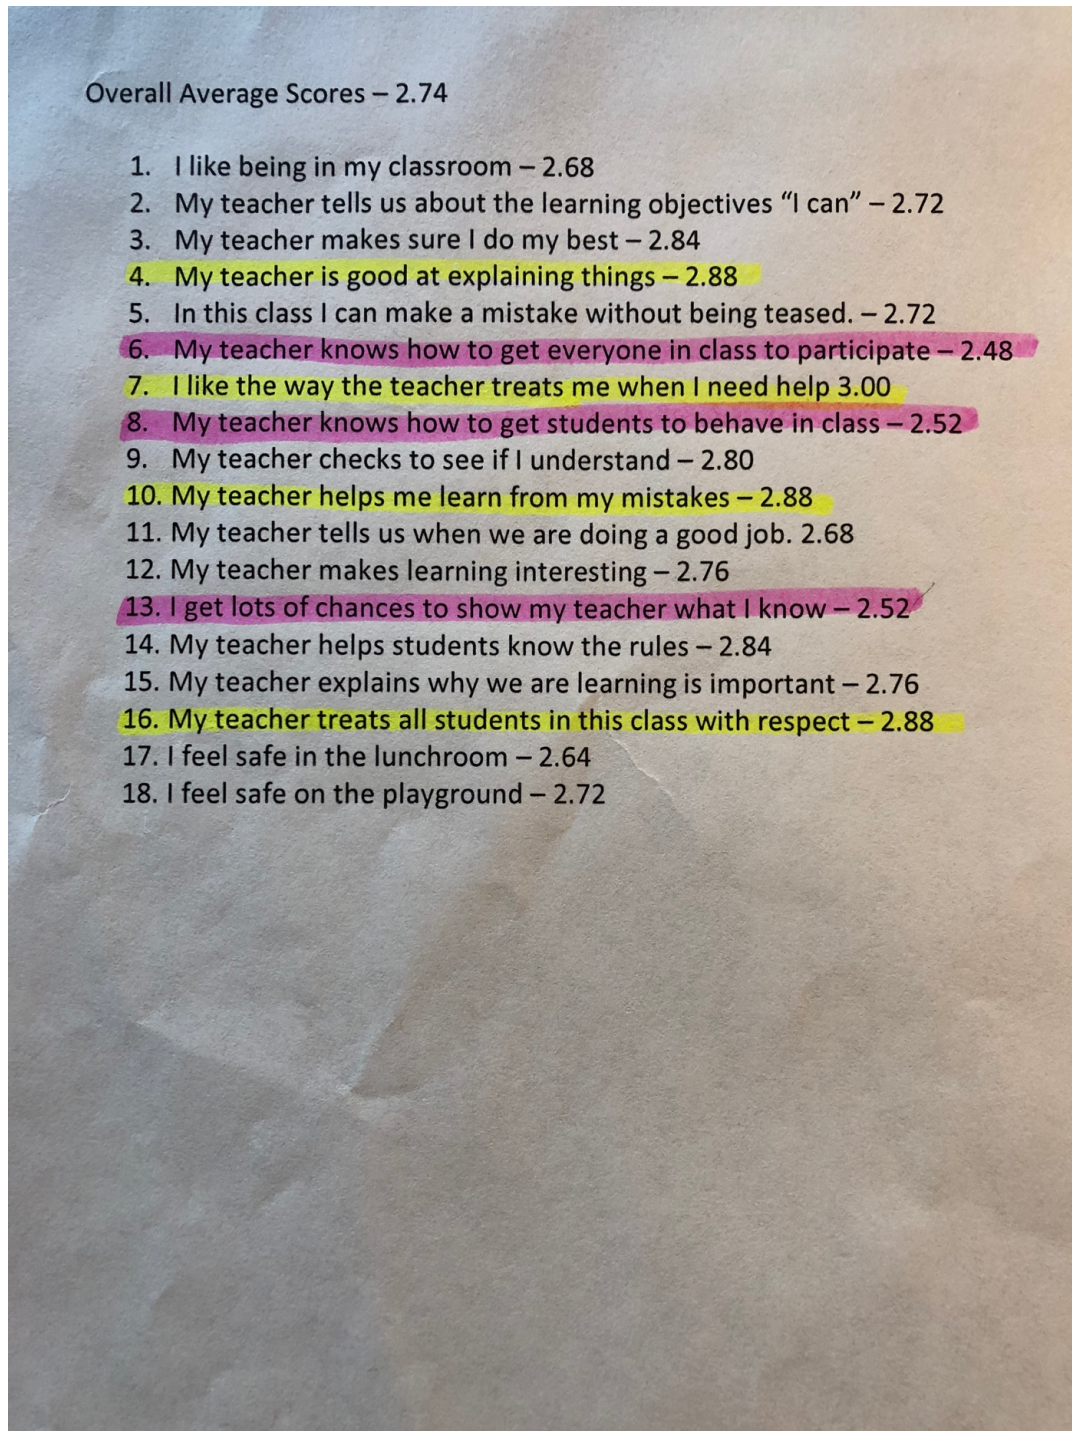 Overall Average Scores – 2.74
1. I like being in my classroom – 2.68
2. My teacher tells us about the learning objectives “I can” – 2.72
3. My teacher makes sure I do my best – 2.84
4. My teacher is good at explaining things – 2.88
5. In this class I can make a mistake without being teased. – 2.72
6. My teacher knows how to get everyone in class to participate – 2.48
7. I like the way the teacher treats me when I need help 3.00
8. My teacher knows how to get students to behave in class – 2.52
9. My teacher checks to see if I understand – 2.80
10. My teacher helps me learn from my mistakes – 2.88
11. My teacher tells us when we are doing a good job. 2.68
12. My teacher makes learning interesting – 2.76
13. I get lots of chances to show my teacher what I know – 2.52
14. My teacher helps students know the rules – 2.84
15. My teacher explains why we are learning is important – 2.76
16. My teacher treats all students in this class with respect – 2.88
17. I feel safe in the lunchroom – 2.64
18. I feel safe on the playground – 2.72